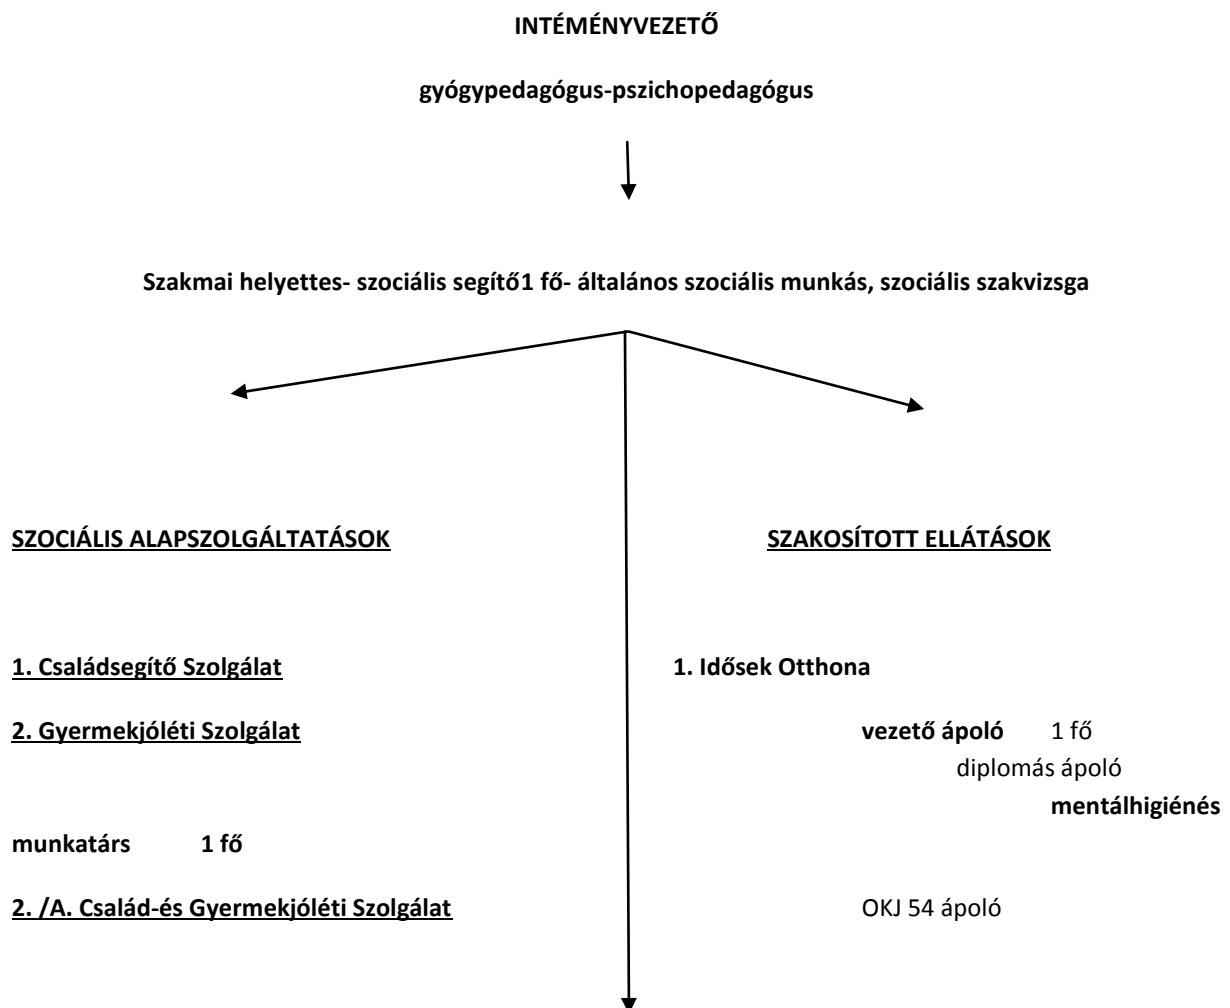 INTÉMÉNYVEZETŐ
gyógypedagógus-pszichopedagógus
Szakmai helyettes- szociális segítő1 fő- általános szociális munkás, szociális szakvizsga
SZOCIÁLIS ALAPSZOLGÁLTATÁSOK
SZAKOSÍTOTT ELLÁTÁSOK
1. Családsegítő Szolgálat
1. Idősek Otthona
2. Gyermekjóléti Szolgálat
vezető ápoló 1 fő
diplomás ápoló
mentálhigiénés
munkatárs 1 fő
2. /A. Család-és Gyermekjóléti Szolgálat
OKJ 54 ápoló